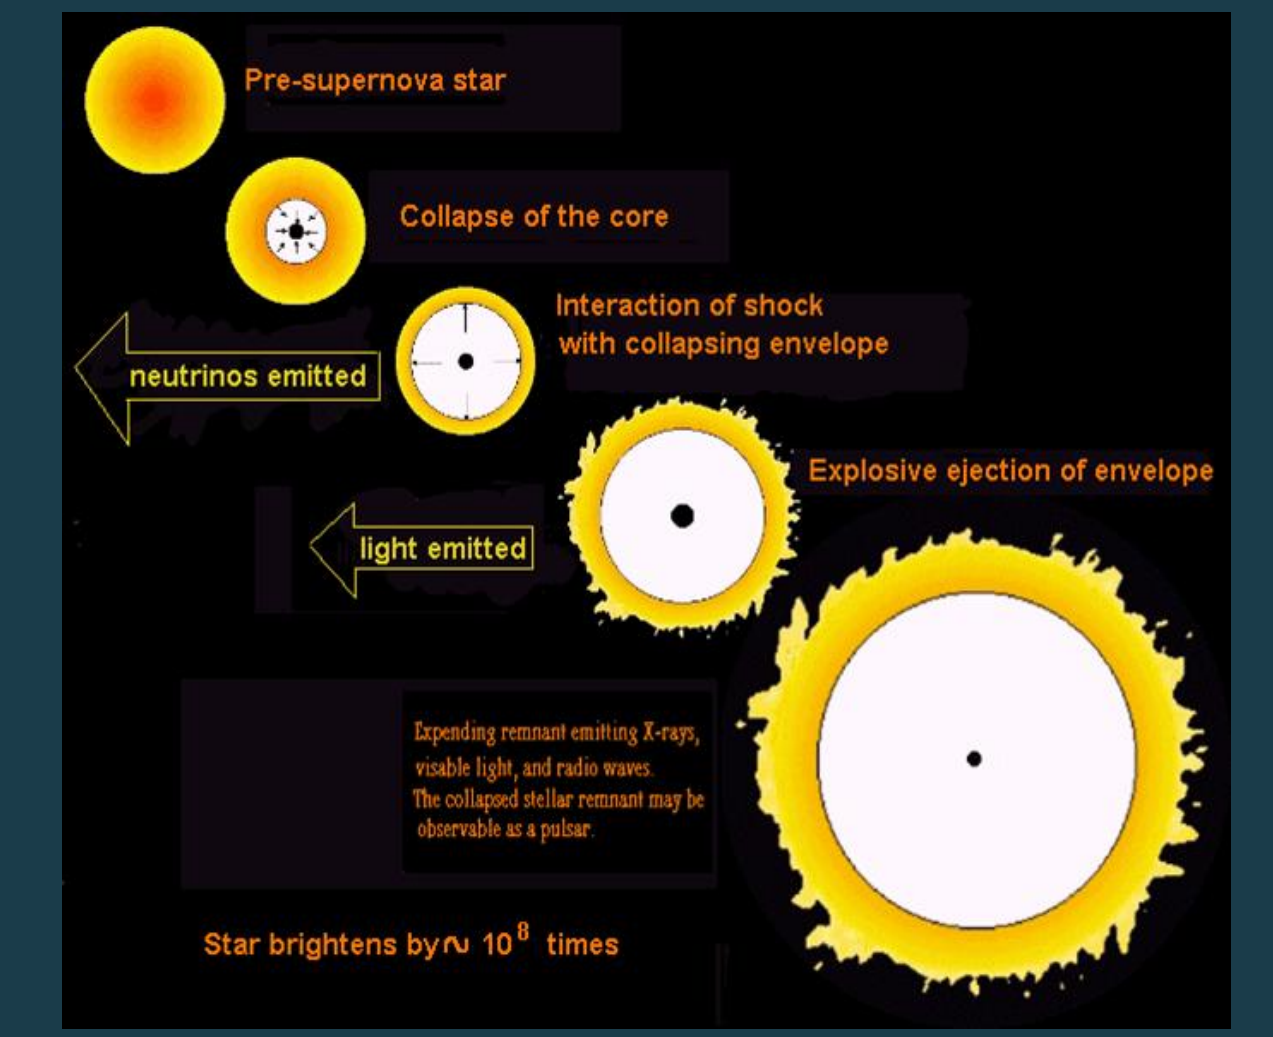 Pre-supernova star
Collapse of the core
Interaction of shock
with collapsing envelope
neutrinos emitted
Explosive ejection of envelope
light emitted
Expending remnant emitting X-rays,
visable light, and radio waves.
The collapsed stellar remnant may be
observable as a pulsar.
Star brightens by ~ 10⁸ times